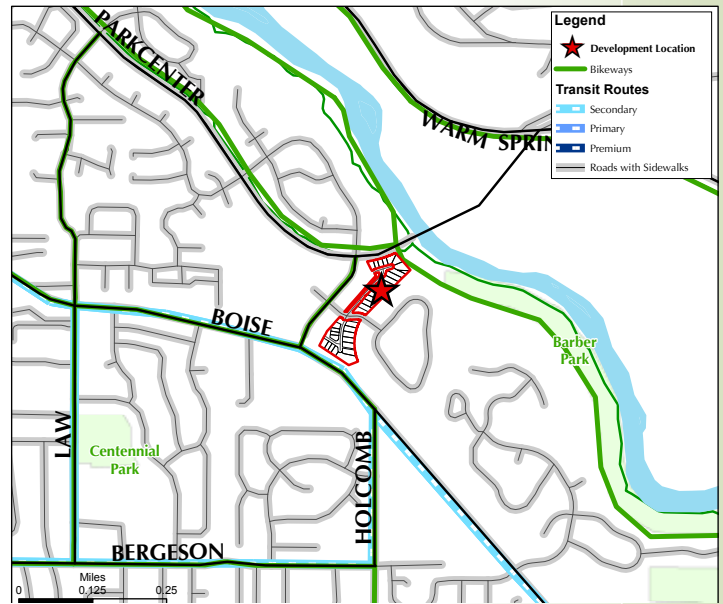 PARKCENTER
WARM SPRIN
Legend
Development Location
Bikeways
Transit Routes
Secondary
Primary
Premium
Roads with Sidewalks
BOISE
Barber
Park
LAW
Centennial
Park
HOLCOMB
BERGESON
Miles
0 0.125 0.25